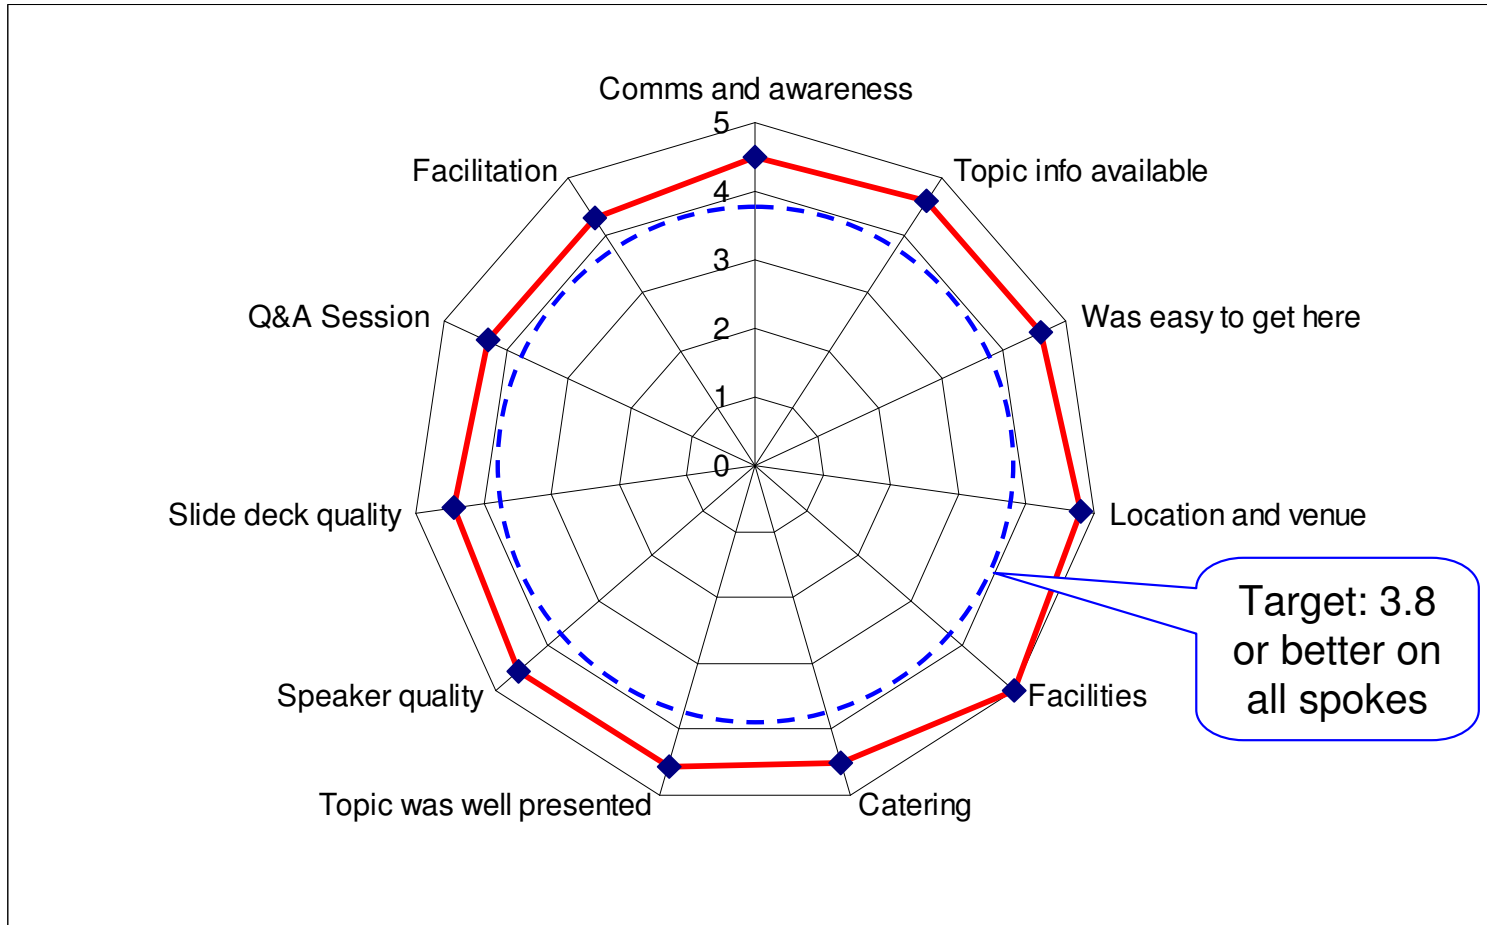 Comms and awareness
5
Facilitation
Topic info available
4
3
Q&A Session
Was easy to get here
2
1
0
Slide deck quality
Location and venue
Target: 3.8
or better on
all spokes
Speaker quality
Facilities
Topic was well presented
Catering